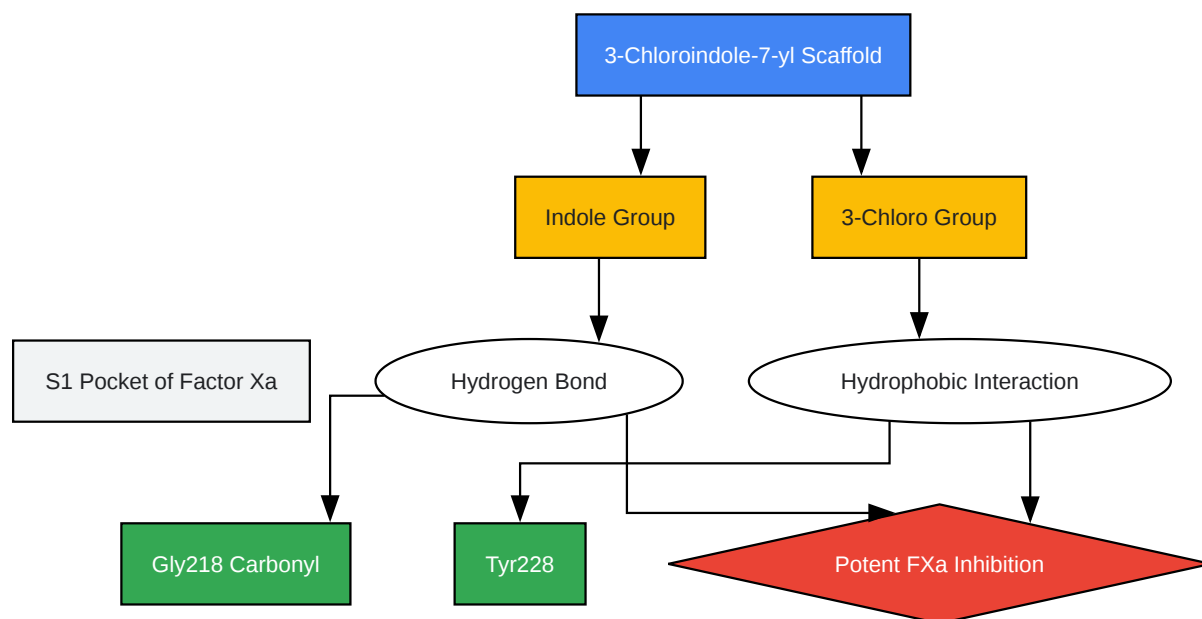 3-Chloroindole-7-yl Scaffold
Indole Group
3-Chloro Group
S1 Pocket of Factor Xa
Hydrogen Bond
Hydrophobic Interaction
Gly218 Carbonyl
Tyr228
Potent FXa Inhibition